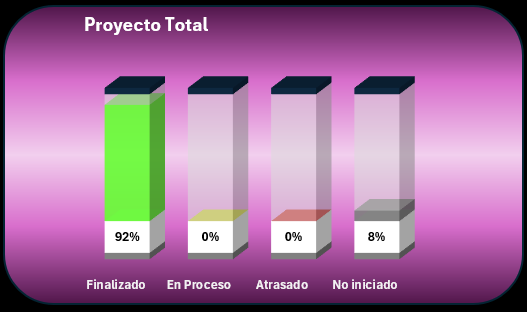 Proyecto Total
92% 0% 0% 8%
Finalizado En Proceso Atrasado No iniciado